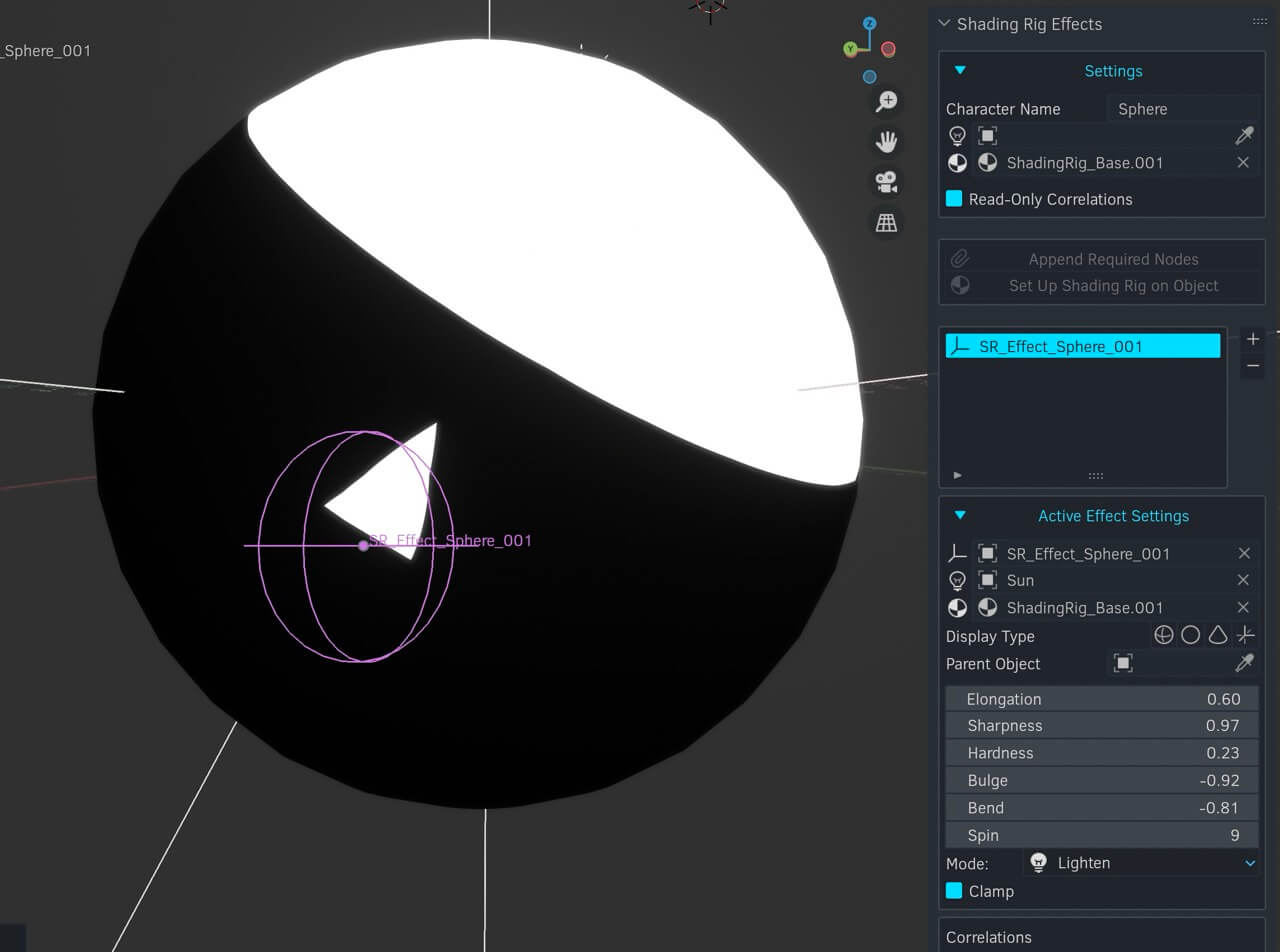 _Sphere_001
Z
Y
SR_Effect_Sphere_001
Shading Rig Effects
Settings
Character Name Sphere
ShadingRig_Base.001
Read-Only Correlations
Append Required Nodes
Set Up Shading Rig on Object
SR_Effect_Sphere_001
Active Effect Settings
SR_Effect_Sphere_001
Sun
ShadingRig_Base.001
Display Type
Parent Object
Elongation 0.60
Sharpness 0.97
Hardness 0.23
Bulge -0.92
Bend -0.81
Spin 9
Mode: Lighten
Clamp
Correlations